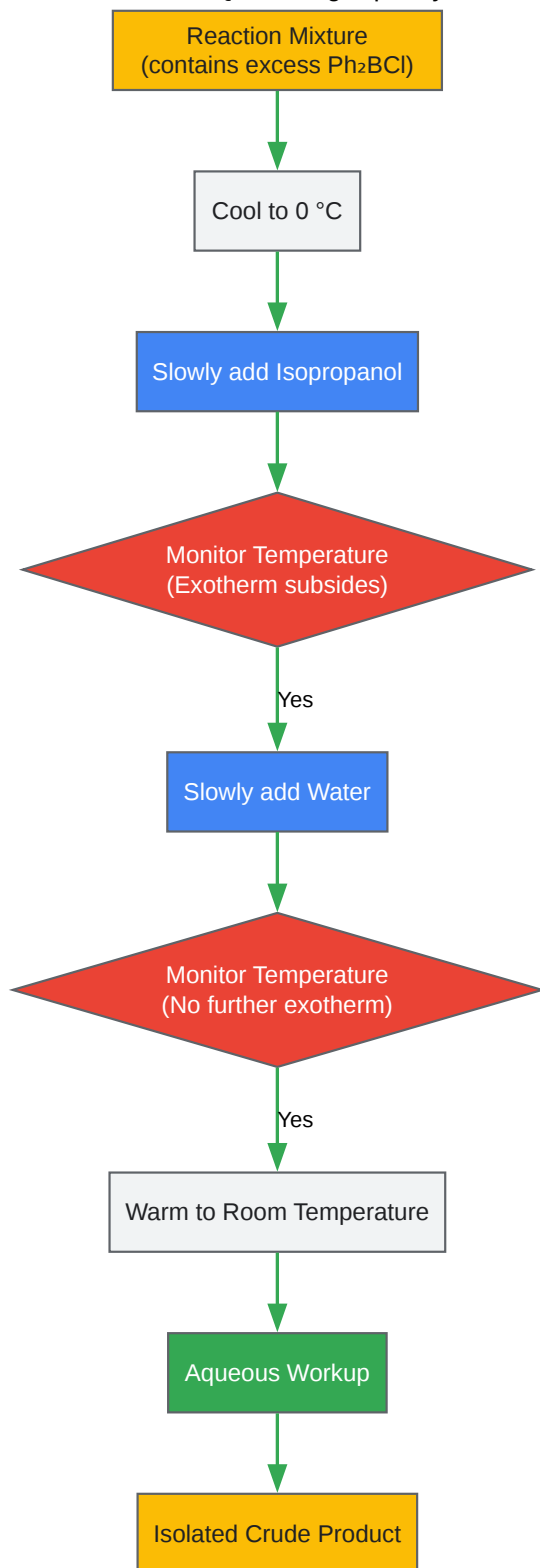 Reaction Mixture
(contains excess Ph₂BCl)
Cool to 0 °C
Slowly add Isopropanol
Monitor Temperature
(Exotherm subsides)
Yes
Slowly add Water
Monitor Temperature
(No further exotherm)
Yes
Warm to Room Temperature
Aqueous Workup
Isolated Crude Product